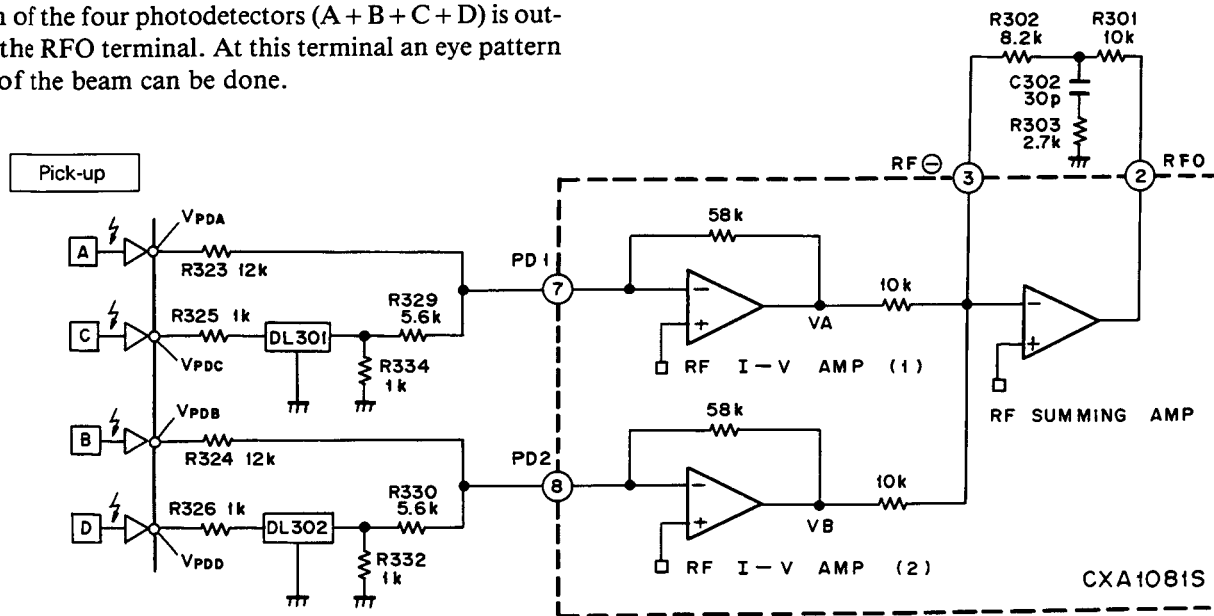 n of the four photodetectors (A + B + C + D) is out-
the RFO terminal. At this terminal an eye pattern
of the beam can be done.
R302
8.2k
R301
10k
C302
30p
R303
2.7k
RF⊖
3
2
RFO
Pick-up
A
VPDA
R323 12k
58k
PD1
7
10k
R325 1k
R329
5.6k
C
DL301
VPDC
R334
1k
−
+
VA
RF I−V AMP (1)
−
+
RF SUMMING AMP
B
VPDB
R324 12k
58k
PD2
8
10k
R326 1k
R330
5.6k
D
DL302
VPDD
R332
1k
−
+
VB
RF I−V AMP (2)
CXA1081S